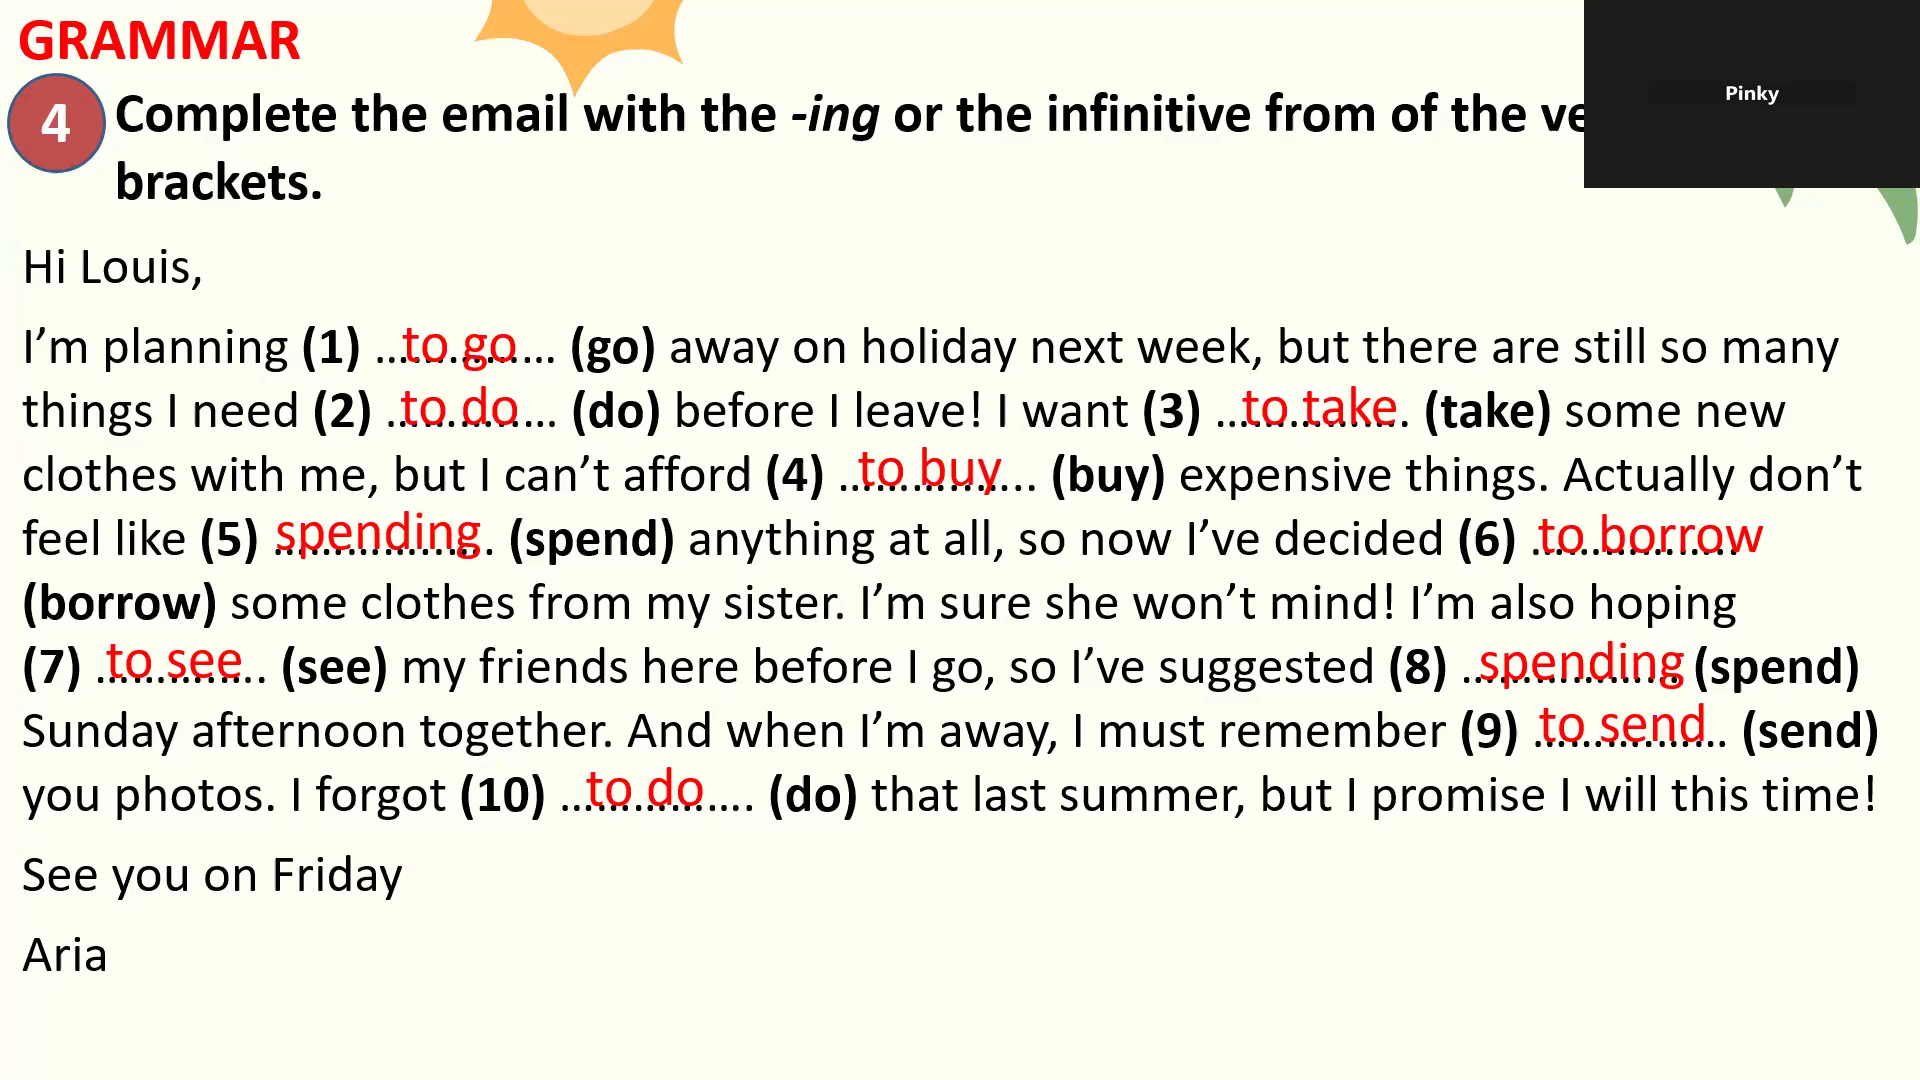 GRAMMAR
Pinky
4 Complete the email with the -ing or the infinitive from of the
brackets.
Hi Louis,
I’m planning (1) ...to go... (go) away on holiday next week, but there are still so many
things I need (2) ...to do... (do) before I leave! I want (3) ...to take... (take) some new
clothes with me, but I can’t afford (4) ...to buy... (buy) expensive things. Actually don’t
feel like (5) spending (spend) anything at all, so now I’ve decided (6) to borrow
(borrow) some clothes from my sister. I’m sure she won’t mind! I’m also hoping
(7) ...to see... (see) my friends here before I go, so I’ve suggested (8) ...spending (spend)
Sunday afternoon together. And when I’m away, I must remember (9) ...to send... (send)
you photos. I forgot (10) ...to do... (do) that last summer, but I promise I will this time!
See you on Friday
Aria